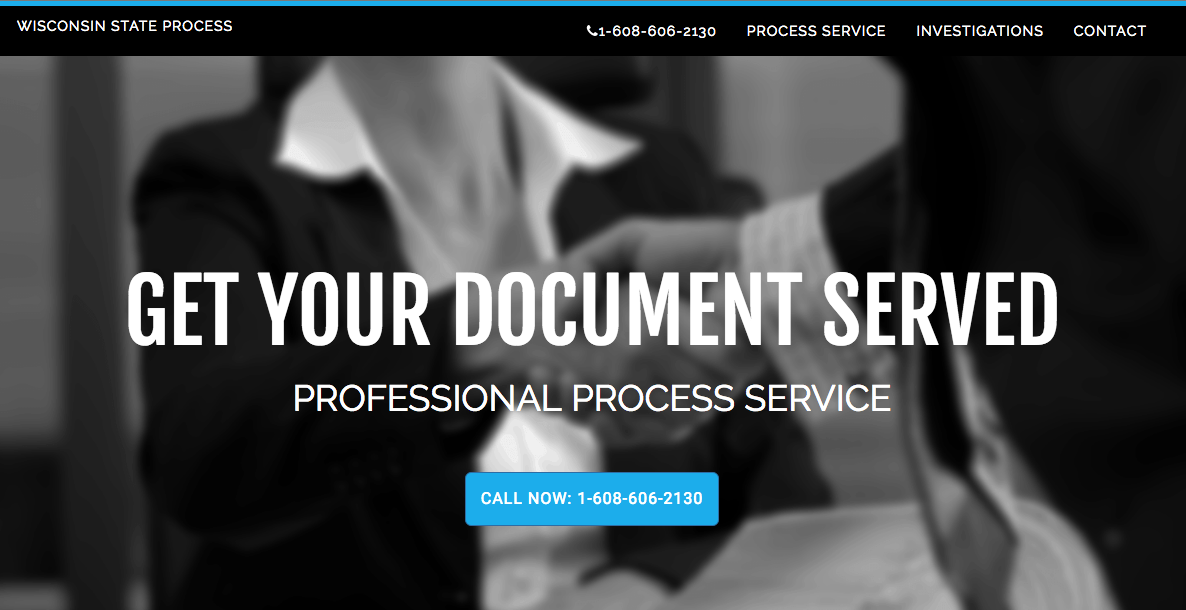 WISCONSIN STATE PROCESS
1-608-606-2130
PROCESS SERVICE
INVESTIGATIONS
CONTACT
GET YOUR DOCUMENT SERVED
PROFESSIONAL PROCESS SERVICE
CALL NOW: 1-608-606-2130